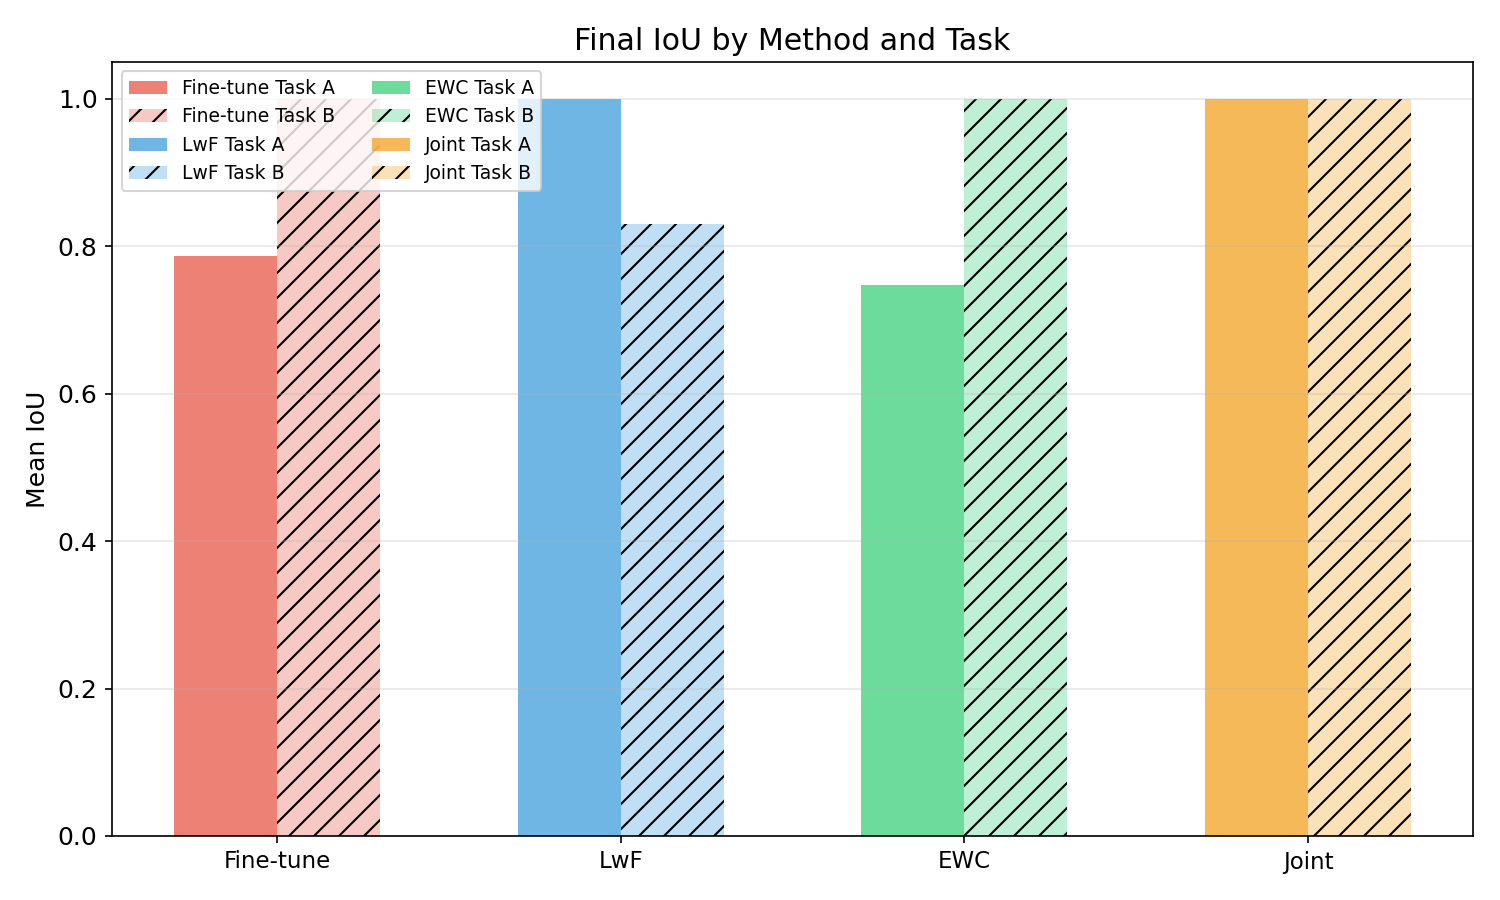 Final IoU by Method and Task
Fine-tune Task A
Fine-tune Task B
LwF Task A
LwF Task B
EWC Task A
EWC Task B
Joint Task A
Joint Task B
Mean IoU
1.0
0.8
0.6
0.4
0.2
0.0
Fine-tune
LwF
EWC
Joint